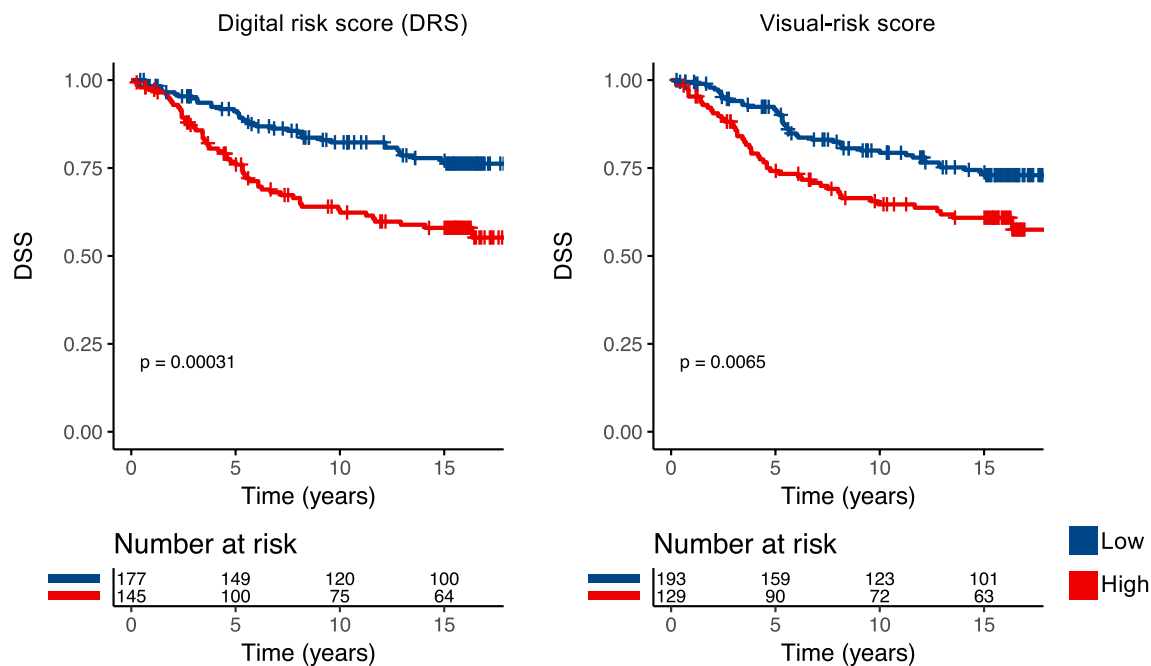 Digital risk score (DRS)
1.00
0.75
0.50
0.25
0.00
DSS
p = 0.00031
0 5 10 15
Time (years)
Number at risk
177 149 120 100
145 100 75 64
0 5 10 15
Time (years)
Visual-risk score
1.00
0.75
0.50
0.25
0.00
DSS
p = 0.0065
0 5 10 15
Time (years)
Number at risk
193 159 123 101
129 90 72 63
0 5 10 15
Time (years)
Low
High